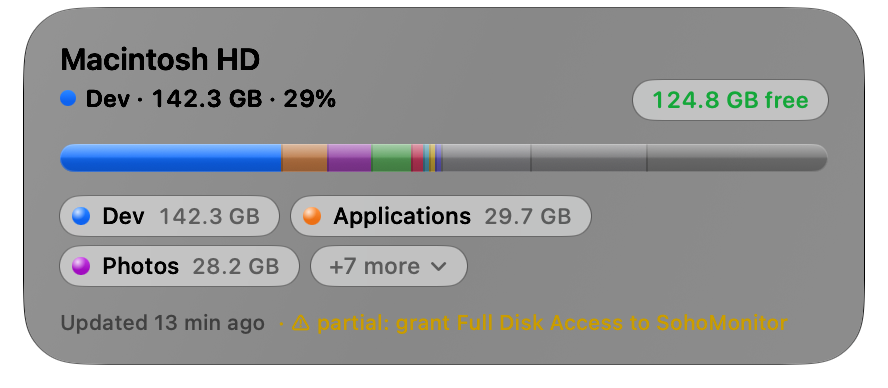 Macintosh HD
Dev · 142.3 GB · 29%
124.8 GB free
Dev 142.3 GB
Applications 29.7 GB
Photos 28.2 GB
+7 more
Updated 13 min ago · ⚠ partial: grant Full Disk Access to SohoMonitor